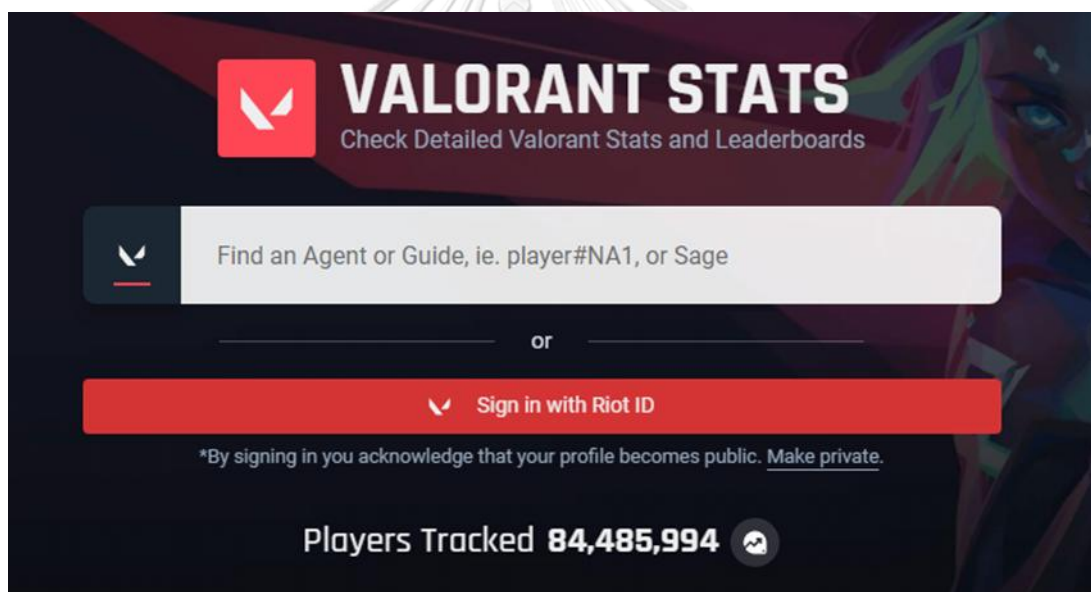 VALORANT STATS
Check Detailed Valorant Stats and Leaderboards
Find an Agent or Guide, ie. player#NA1, or Sage
or
Sign in with Riot ID
*By signing in you acknowledge that your profile becomes public. Make private.
Players Tracked 84,485,994